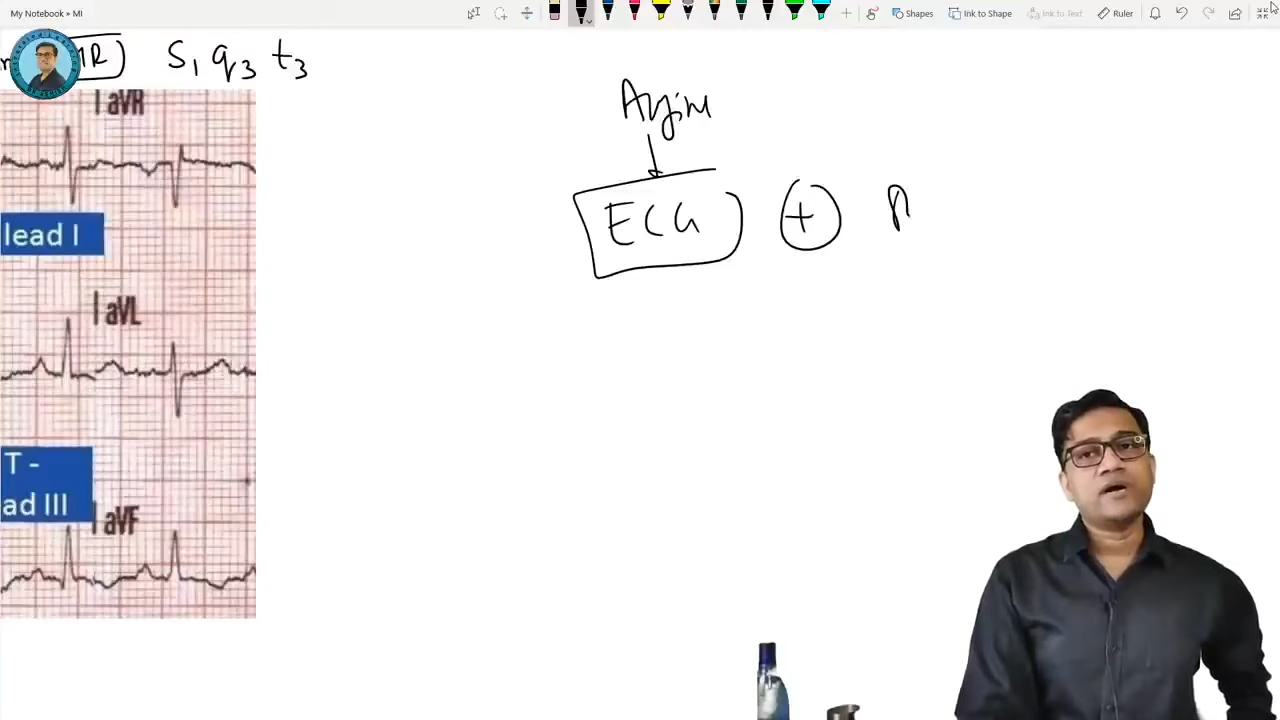 My Notebook » MI
Shapes
Ink to Shape
Ink to Text
Ruler
S1 q3 t3
aVR
lead I
aVL
T -
ad III
aVF
ECG +